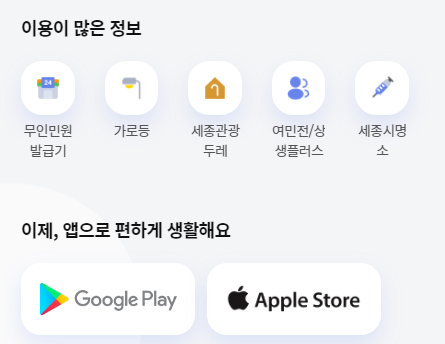 이용이 많은 정보
24
무인민원
발급기
가로등
세종관광
두레
여민전/상
생플러스
세종시명
소
이제, 앱으로 편하게 생활해요
Google Play
Apple Store